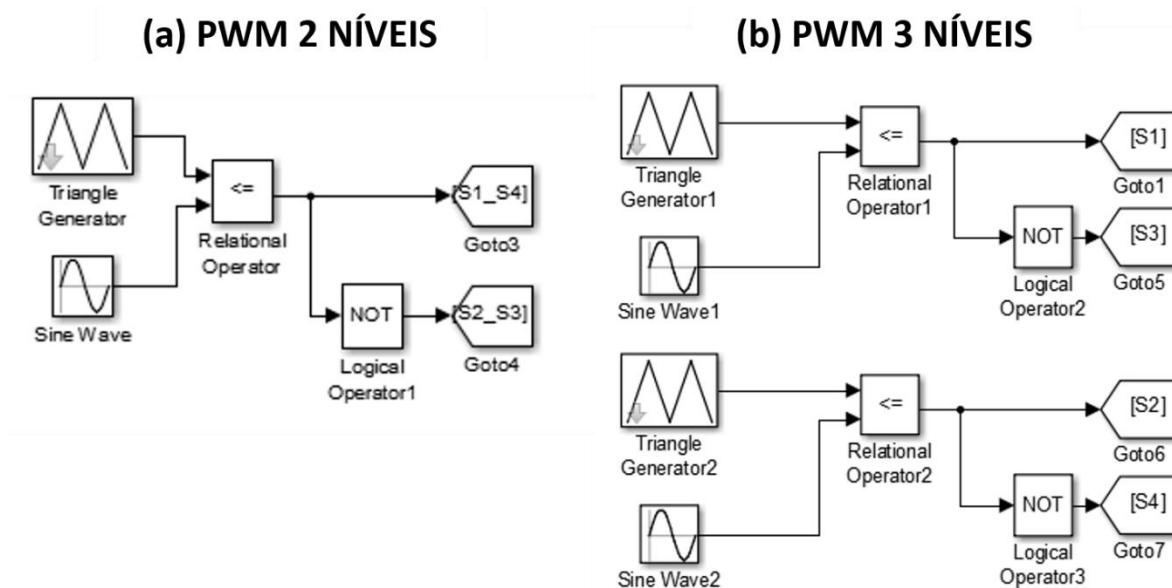 (a) PWM 2 NÍVEIS
Triangle
Generator
Sine Wave
<=
Relational
Operator
[S1_S4]
Goto3
NOT
Logical
Operator1
[S2_S3]
Goto4
(b) PWM 3 NÍVEIS
Triangle
Generator1
Sine Wave1
<=
Relational
Operator1
[S1]
Goto1
NOT
Logical
Operator2
[S3]
Goto5
Triangle
Generator2
Sine Wave2
<=
Relational
Operator2
[S2]
Goto6
NOT
Logical
Operator3
[S4]
Goto7